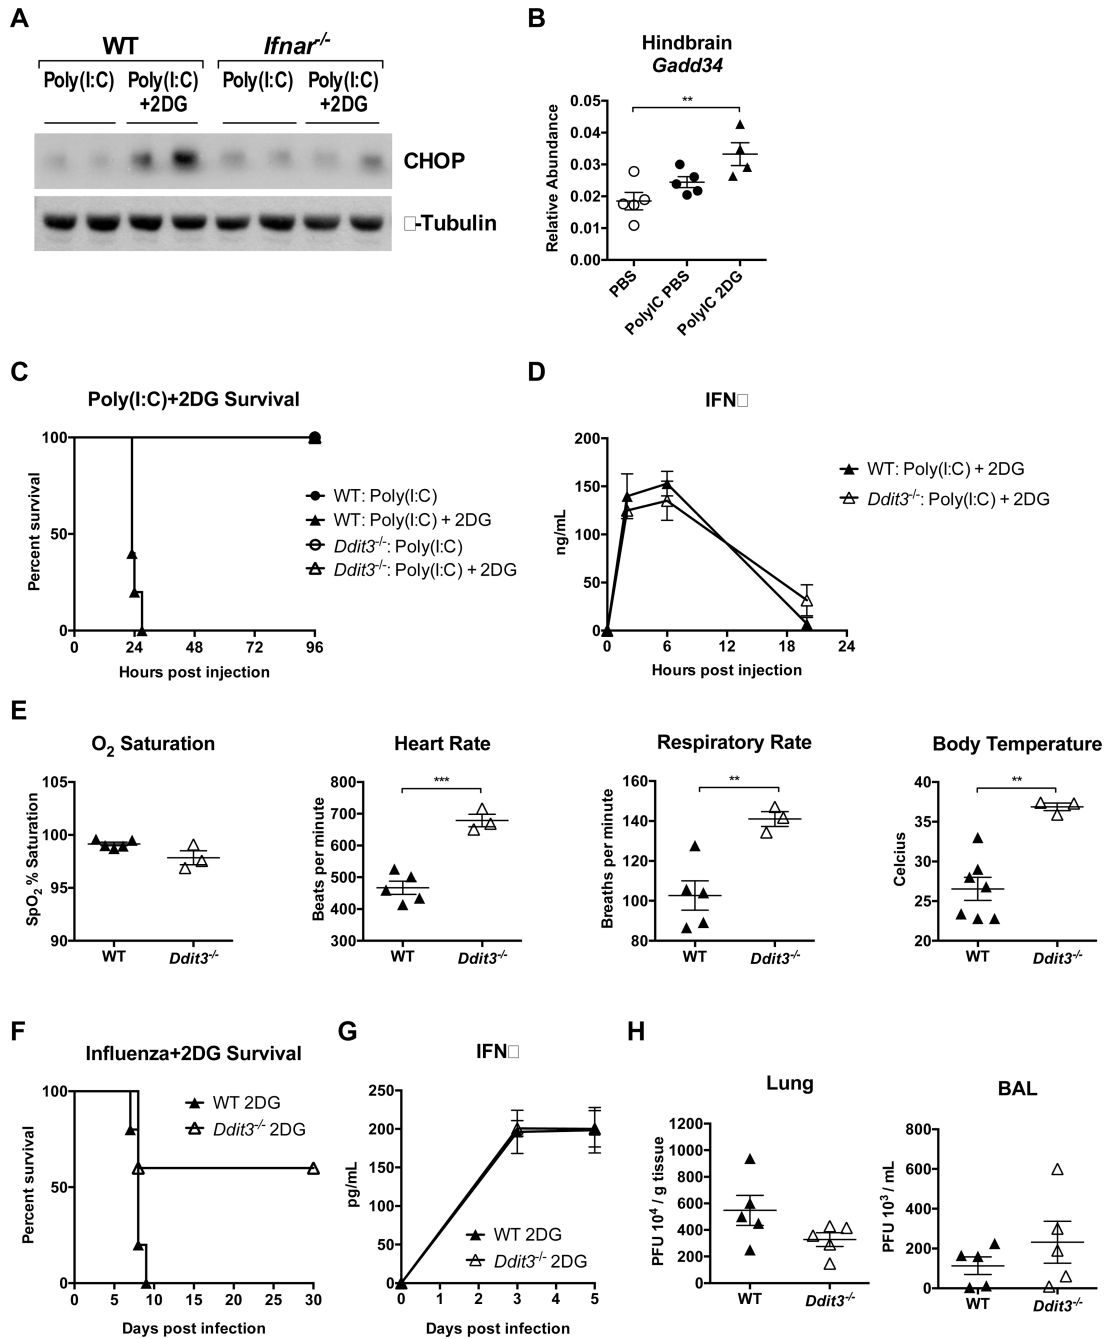 A
WT
Ifnar-/-
Poly(I:C)
Poly(I:C)
+2DG
Poly(I:C)
Poly(I:C)
+2DG
CHOP
□-Tubulin
B
Hindbrain
Gadd34
**
0.05
0.04
0.03
0.02
0.01
0.00
Relative Abundance
PBS
PolyIC PBS
PolyIC 2DG
C
Poly(I:C)+2DG Survival
100
50
0
Percent survival
0 24 48 72 96
Hours post injection
WT: Poly(I:C)
WT: Poly(I:C) + 2DG
Ddit3-/-: Poly(I:C)
Ddit3-/-: Poly(I:C) + 2DG
D
IFN□
200
150
100
50
0
ng/mL
0 6 12 18 24
Hours post injection
WT: Poly(I:C) + 2DG
Ddit3-/-: Poly(I:C) + 2DG
E
O2 Saturation
105
100
95
90
SpO2 % Saturation
WT Ddit3-/-
Heart Rate
***
800
700
600
500
400
300
Beats per minute
WT Ddit3-/-
Respiratory Rate
**
160
140
120
100
80
Breaths per minute
WT Ddit3-/-
Body Temperature
**
40
35
30
25
20
Celcius
WT Ddit3-/-
F
Influenza+2DG Survival
100
50
0
Percent survival
0 5 10 15 20 25 30
Days post infection
WT 2DG
Ddit3-/- 2DG
G
IFN□
250
200
150
100
50
0
pg/mL
0 1 2 3 4 5
Days post infection
WT 2DG
Ddit3-/- 2DG
H
Lung
1200
1000
800
600
400
200
0
PFU 10^4 / g tissue
WT Ddit3-/-
BAL
800
600
400
200
0
PFU 10^3 / mL
WT Ddit3-/-